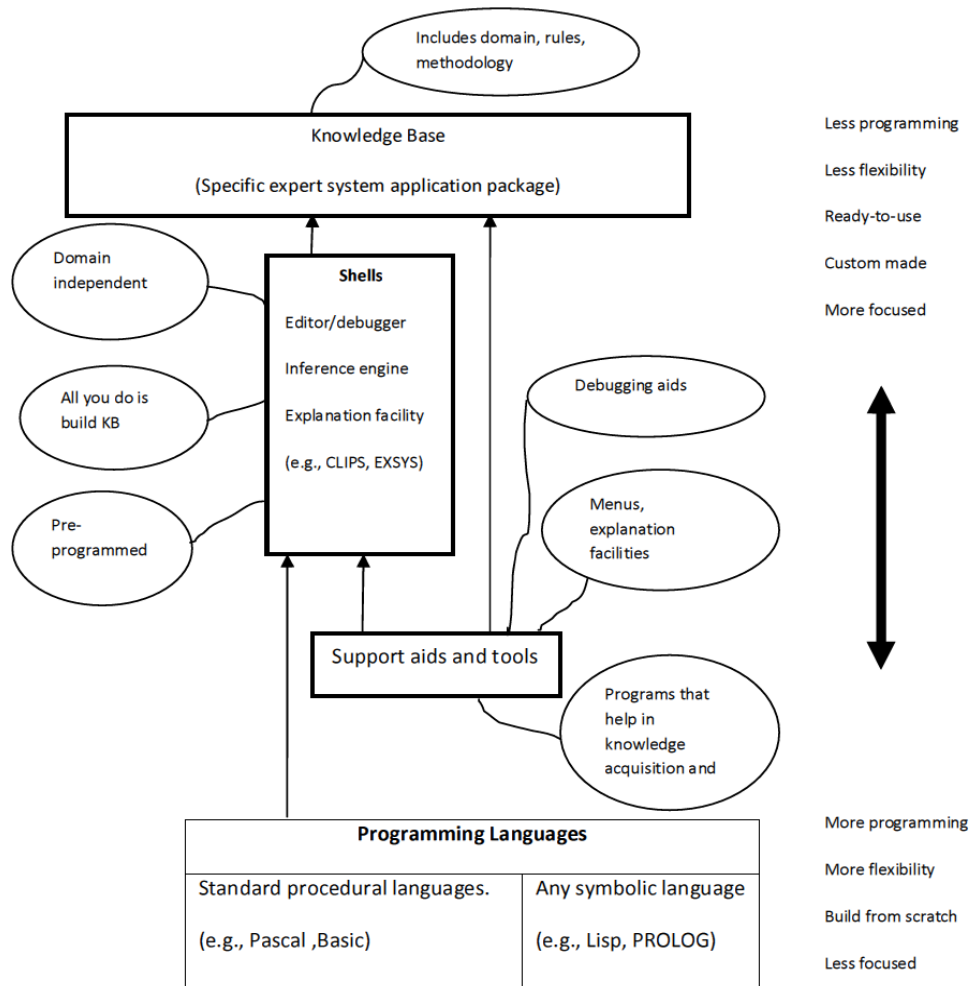 Includes domain, rules,
methodology
Knowledge Base
(Specific expert system application package)
Less programming
Less flexibility
Ready-to-use
Custom made
More focused
Domain
independent
All you do is
build KB
Pre-
programmed
Shells
Editor/debugger
Inference engine
Explanation facility
(e.g., CLIPS, EXSYS)
Debugging aids
Menus,
explanation
facilities
Support aids and tools
Programs that
help in
knowledge
acquisition and
Programming Languages
Standard procedural languages.
(e.g., Pascal ,Basic)
Any symbolic language
(e.g., Lisp, PROLOG)
More programming
More flexibility
Build from scratch
Less focused